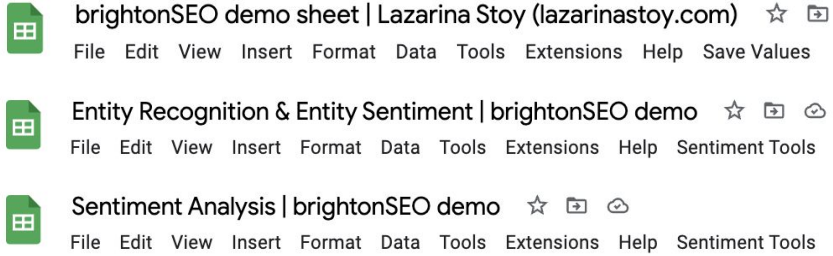 brightonSEO demo sheet | Lazarina Stoy (lazarinastoy.com)
File Edit View Insert Format Data Tools Extensions Help Save Values
Entity Recognition & Entity Sentiment | brightonSEO demo
File Edit View Insert Format Data Tools Extensions Help Sentiment Tools
Sentiment Analysis | brightonSEO demo
File Edit View Insert Format Data Tools Extensions Help Sentiment Tools